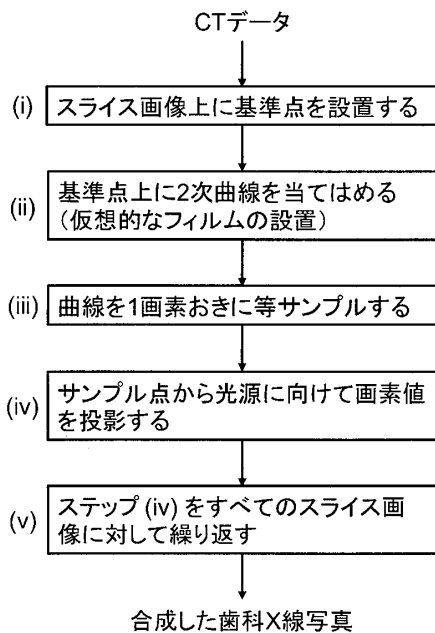 CTデータ
(i) スライス画像上に基準点を設置する
(ii) 基準点上に2次曲線を当てはめる
(仮想的なフィルムの設置)
(iii) 曲線を1画素おきに等サンプルする
(iv) サンプル点から光源に向けて画素値
を投影する
(v) ステップ(iv)をすべてのスライス画
像に対して繰り返す
合成した歯科X線写真